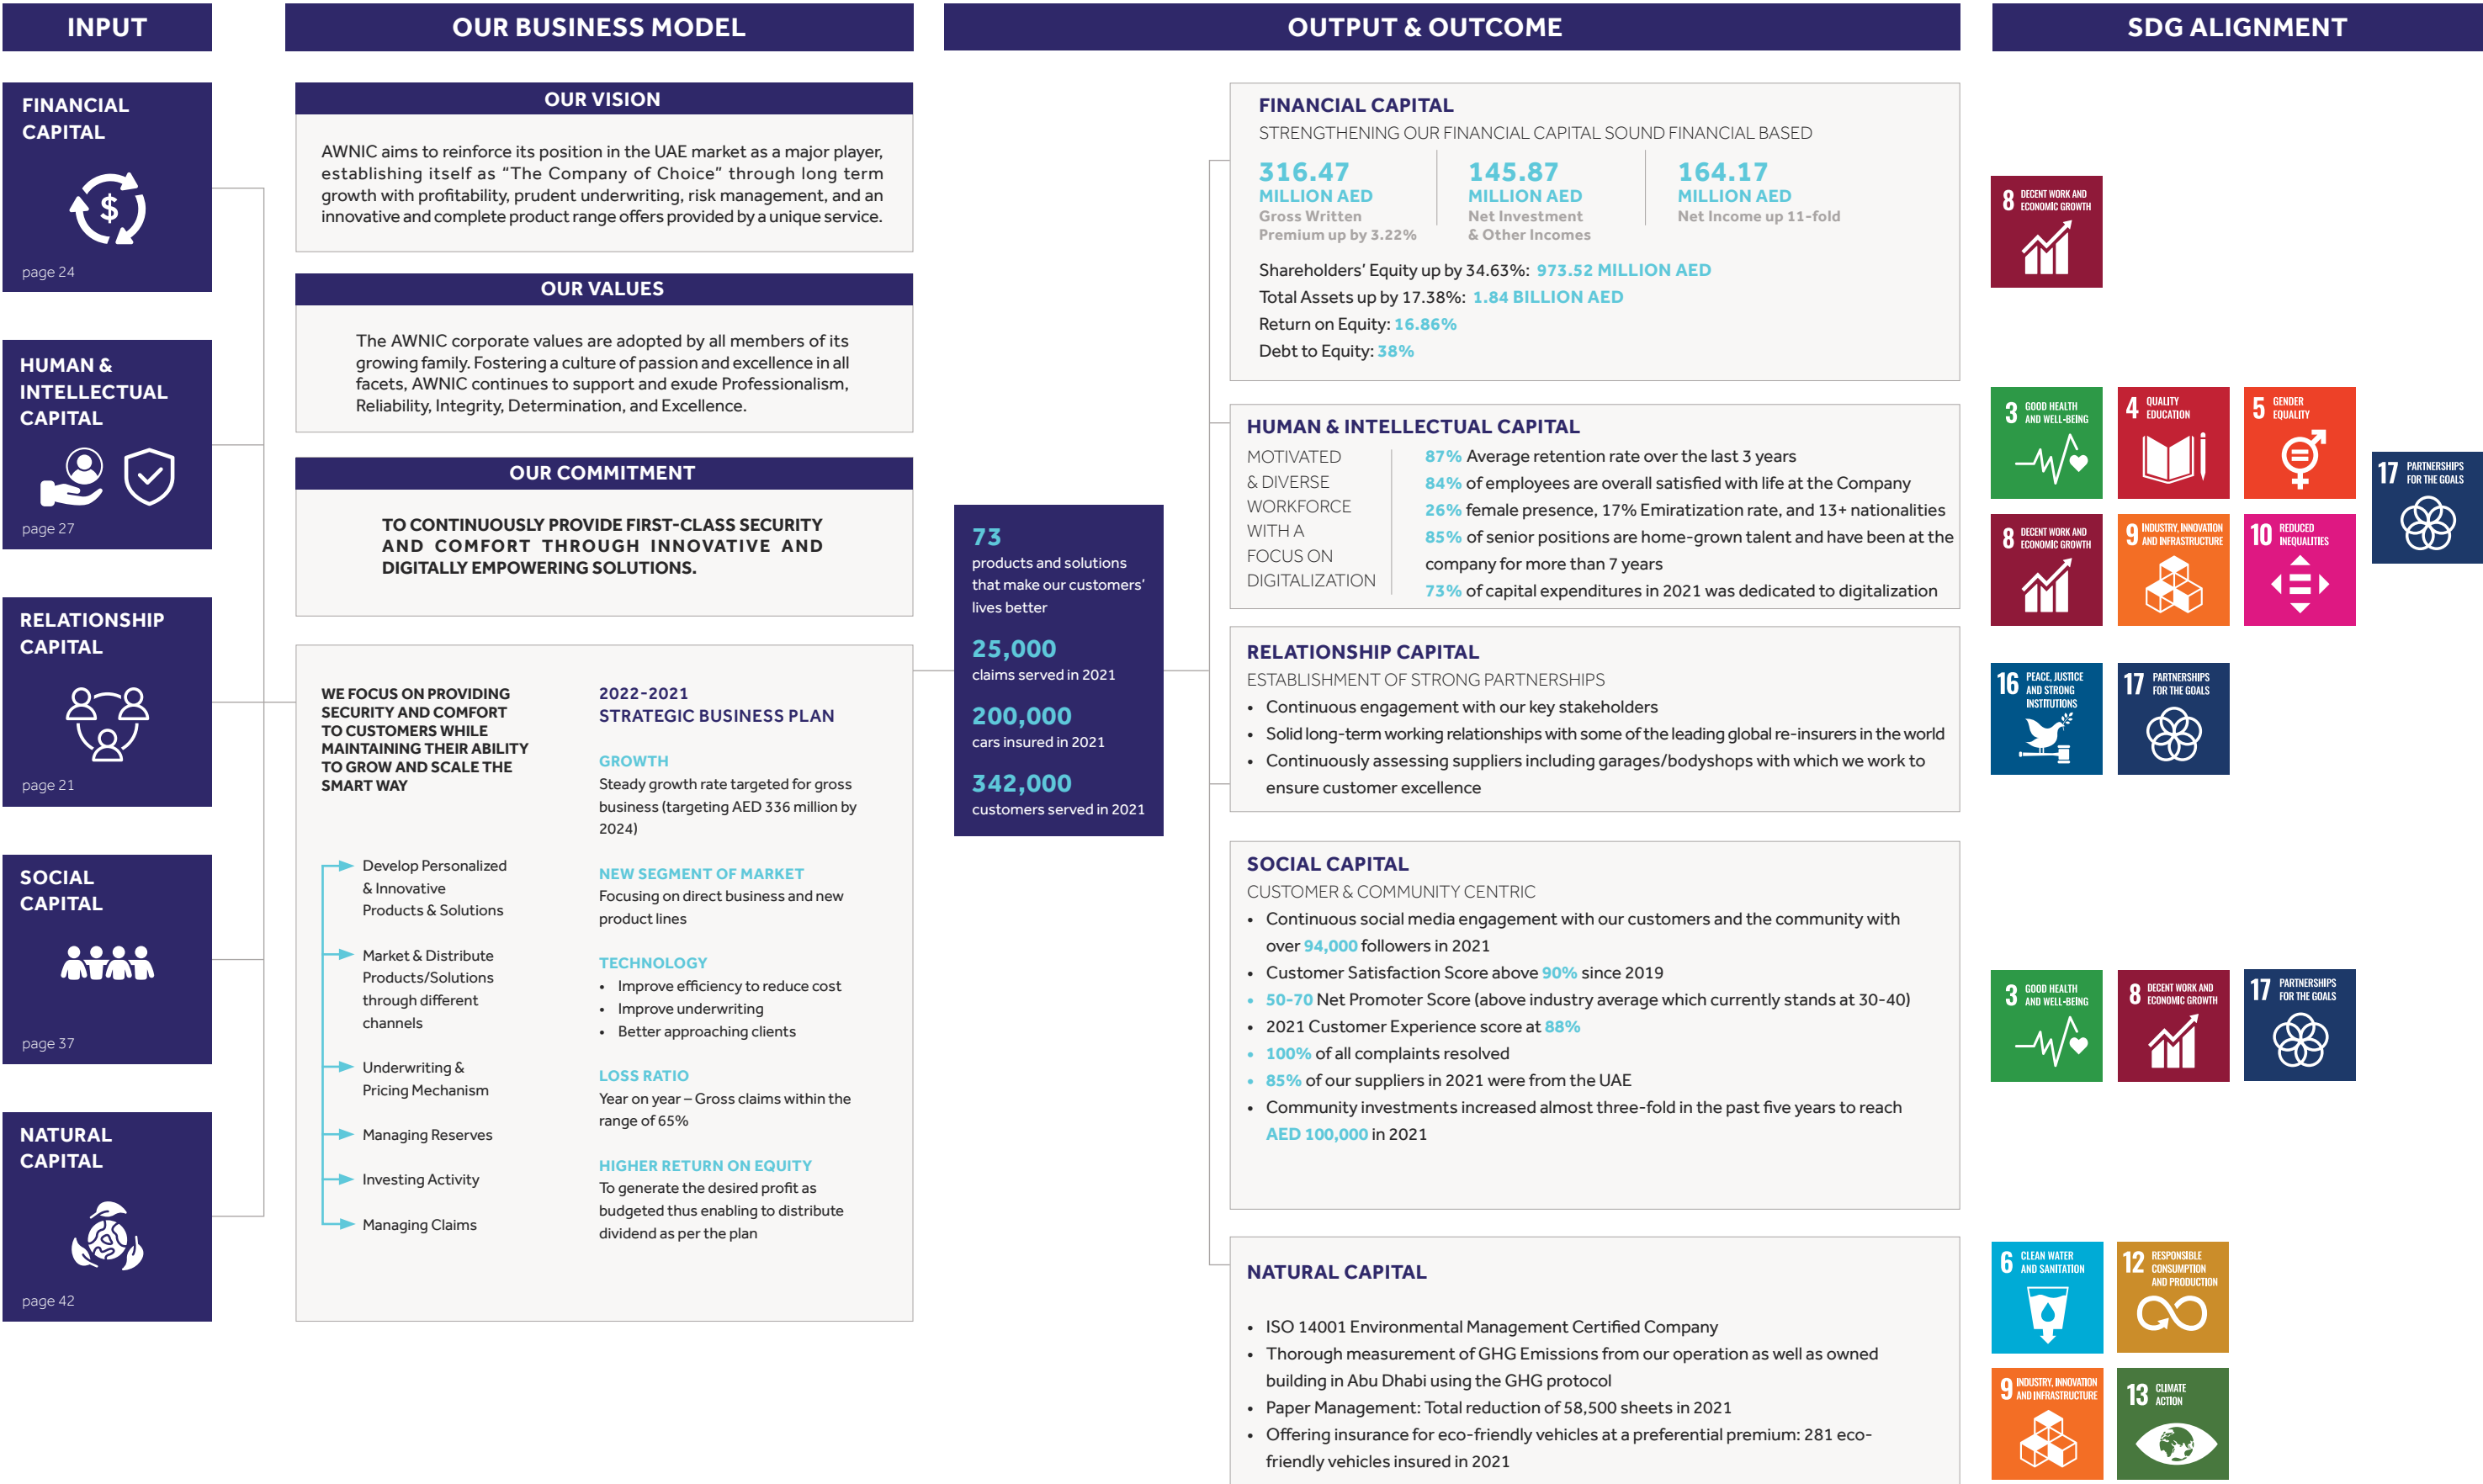 INPUT
FINANCIAL
CAPITAL
$
page 24
HUMAN &
INTELLECTUAL
CAPITAL
page 27
RELATIONSHIP
CAPITAL
page 21
SOCIAL
CAPITAL
page 37
NATURAL
CAPITAL
page 42
OUR BUSINESS MODEL
OUR VISION
AWNIC aims to reinforce its position in the UAE market as a major player,
establishing itself as “The Company of Choice” through long term
growth with profitability, prudent underwriting, risk management, and an
innovative and complete product range offers provided by a unique service.
OUR VALUES
The AWNIC corporate values are adopted by all members of its
growing family. Fostering a culture of passion and excellence in all
facets, AWNIC continues to support and exude Professionalism,
Reliability, Integrity, Determination, and Excellence.
OUR COMMITMENT
TO CONTINUOUSLY PROVIDE FIRST-CLASS SECURITY
AND COMFORT THROUGH INNOVATIVE AND
DIGITALLY EMPOWERING SOLUTIONS.
WE FOCUS ON PROVIDING
SECURITY AND COMFORT
TO CUSTOMERS WHILE
MAINTAINING THEIR ABILITY
TO GROW AND SCALE THE
SMART WAY
Develop Personalized
& Innovative
Products & Solutions
Market & Distribute
Products/Solutions
through different
channels
Underwriting &
Pricing Mechanism
Managing Reserves
Investing Activity
Managing Claims
2022-2021
STRATEGIC BUSINESS PLAN
GROWTH
Steady growth rate targeted for gross
business (targeting AED 336 million by
2024)
NEW SEGMENT OF MARKET
Focusing on direct business and new
product lines
TECHNOLOGY
• Improve efficiency to reduce cost
• Improve underwriting
• Better approaching clients
LOSS RATIO
Year on year – Gross claims within the
range of 65%
HIGHER RETURN ON EQUITY
To generate the desired profit as
budgeted thus enabling to distribute
dividend as per the plan
OUTPUT & OUTCOME
73
products and solutions
that make our customers’
lives better
25,000
claims served in 2021
200,000
cars insured in 2021
342,000
customers served in 2021
FINANCIAL CAPITAL
STRENGTHENING OUR FINANCIAL CAPITAL SOUND FINANCIAL BASED
316.47
MILLION AED
Gross Written
Premium up by 3.22%
145.87
MILLION AED
Net Investment
& Other Incomes
164.17
MILLION AED
Net Income up 11-fold
Shareholders’ Equity up by 34.63%: 973.52 MILLION AED
Total Assets up by 17.38%: 1.84 BILLION AED
Return on Equity: 16.86%
Debt to Equity: 38%
HUMAN & INTELLECTUAL CAPITAL
MOTIVATED
& DIVERSE
WORKFORCE
WITH A
FOCUS ON
DIGITALIZATION
87% Average retention rate over the last 3 years
84% of employees are overall satisfied with life at the Company
26% female presence, 17% Emiratization rate, and 13+ nationalities
85% of senior positions are home-grown talent and have been at the
company for more than 7 years
73% of capital expenditures in 2021 was dedicated to digitalization
RELATIONSHIP CAPITAL
ESTABLISHMENT OF STRONG PARTNERSHIPS
• Continuous engagement with our key stakeholders
• Solid long-term working relationships with some of the leading global re-insurers in the world
• Continuously assessing suppliers including garages/bodyshops with which we work to
ensure customer excellence
SOCIAL CAPITAL
CUSTOMER & COMMUNITY CENTRIC
• Continuous social media engagement with our customers and the community with
over 94,000 followers in 2021
• Customer Satisfaction Score above 90% since 2019
• 50-70 Net Promoter Score (above industry average which currently stands at 30-40)
• 2021 Customer Experience score at 88%
• 100% of all complaints resolved
• 85% of our suppliers in 2021 were from the UAE
• Community investments increased almost three-fold in the past five years to reach
AED 100,000 in 2021
NATURAL CAPITAL
• ISO 14001 Environmental Management Certified Company
• Thorough measurement of GHG Emissions from our operation as well as owned
building in Abu Dhabi using the GHG protocol
• Paper Management: Total reduction of 58,500 sheets in 2021
• Offering insurance for eco-friendly vehicles at a preferential premium: 281 eco-
friendly vehicles insured in 2021
SDG ALIGNMENT
8 DECENT WORK AND
ECONOMIC GROWTH
3 GOOD HEALTH
AND WELL-BEING
4 QUALITY
EDUCATION
5 GENDER
EQUALITY
17 PARTNERSHIPS
FOR THE GOALS
8 DECENT WORK AND
ECONOMIC GROWTH
9 INDUSTRY, INNOVATION
AND INFRASTRUCTURE
10 REDUCED
INEQUALITIES
16 PEACE, JUSTICE
AND STRONG
INSTITUTIONS
17 PARTNERSHIPS
FOR THE GOALS
3 GOOD HEALTH
AND WELL-BEING
8 DECENT WORK AND
ECONOMIC GROWTH
17 PARTNERSHIPS
FOR THE GOALS
6 CLEAN WATER
AND SANITATION
12 RESPONSIBLE
CONSUMPTION
AND PRODUCTION
9 INDUSTRY, INNOVATION
AND INFRASTRUCTURE
13 CLIMATE
ACTION